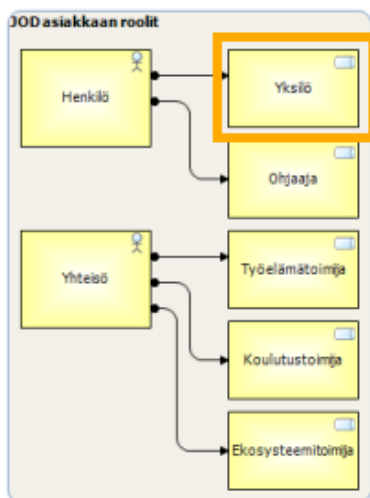 JOD asiakkaan roolit
Henkilö
Yksilö
Ohjaaja
Yhteisö
Työelämätoimija
Koulutustoimija
Ekosysteemitoimija